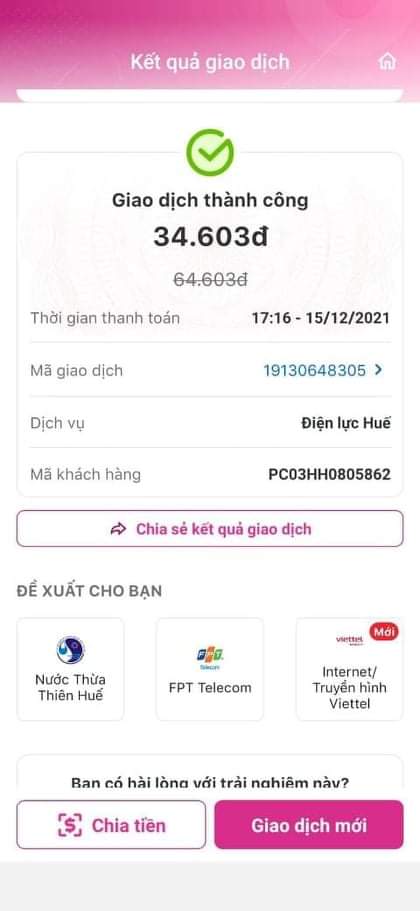 Kết quả giao dịch
Giao dịch thành công
34.603đ
64.603đ
Thời gian thanh toán 17:16 - 15/12/2021
Mã giao dịch 19130648305
Dịch vụ Điện lực Huế
Mã khách hàng PC03HH0805862
Chia sẻ kết quả giao dịch
ĐỀ XUẤT CHO BẠN
Nước Thừa
Thiên Huế
FPT
Telecom
FPT Telecom
Mới
viettel
Internet/
Truyền hình
Viettel
Bạn có hài lòng với trải nghiệm này?
Chia tiền
Giao dịch mới